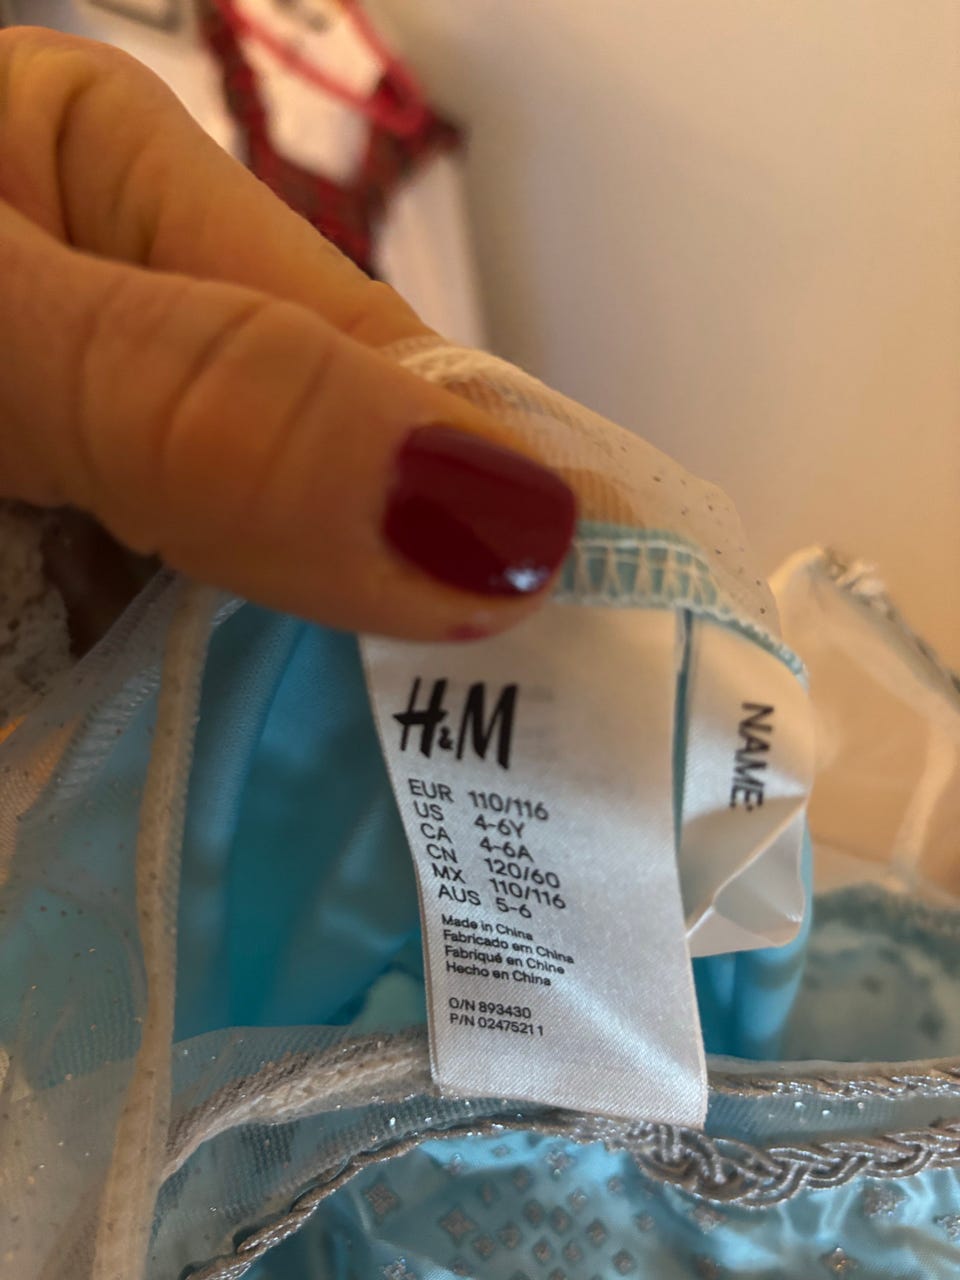 H&M
EUR 110/116
US 4-6Y
CA 4-6A
CN 120/60
MX 110/116
AUS 5-6
Made in China
Fabricado em China
Fabriqué en Chine
Hecho en China
O/N 893430
P/N 02475211
NAME